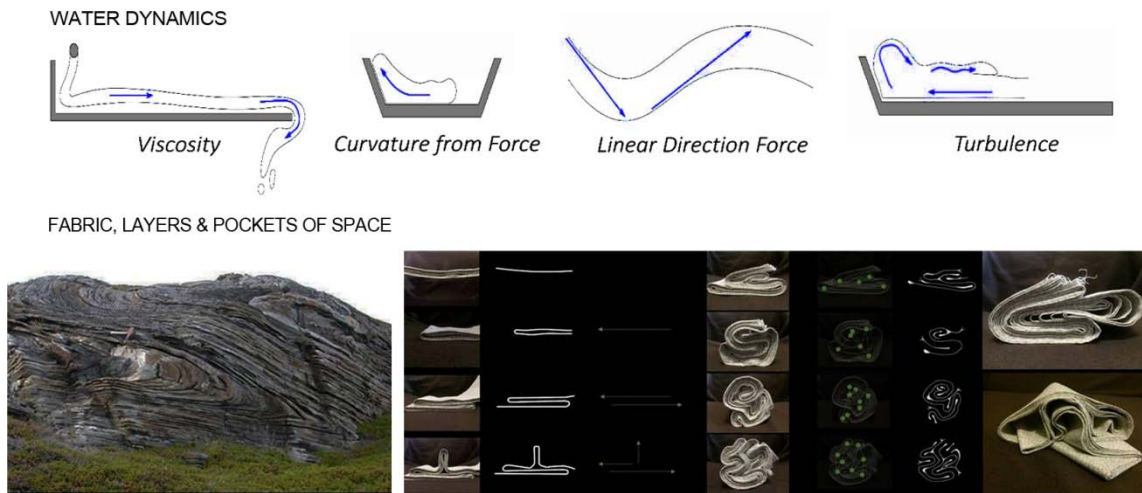 WATER DYNAMICS
Viscosity
Curvature from Force
Linear Direction Force
Turbulence
FABRIC, LAYERS & POCKETS OF SPACE